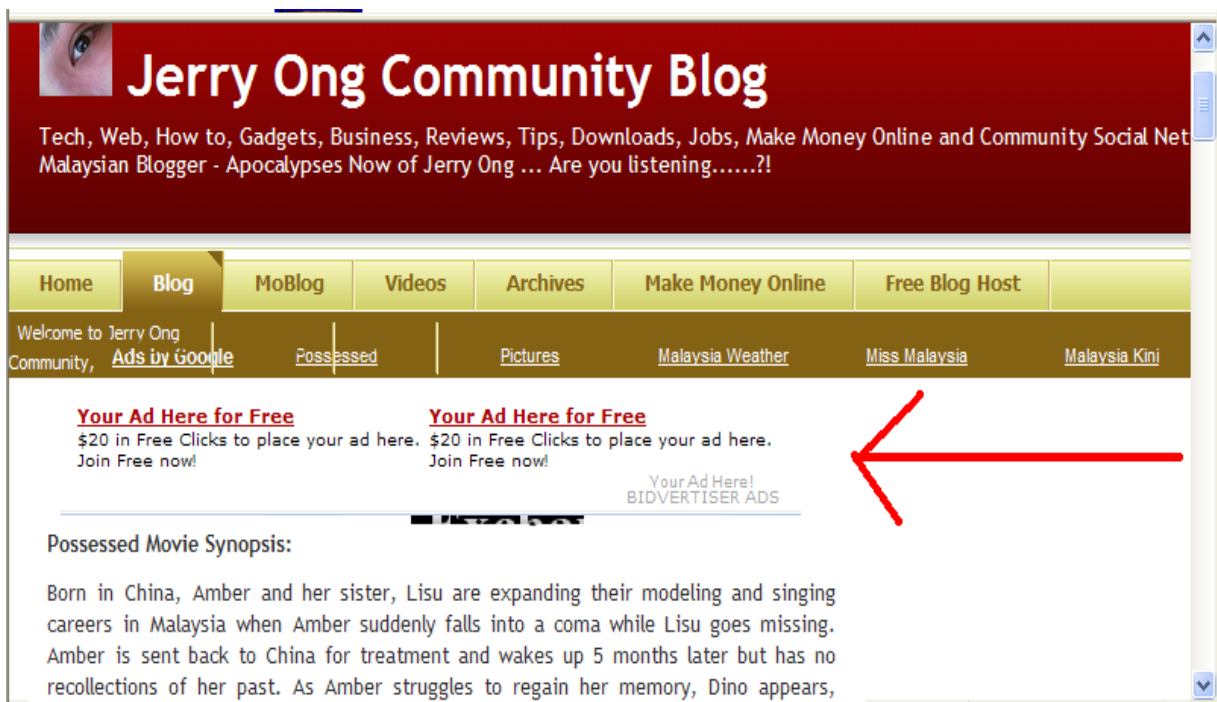 Jerry Ong Community Blog
Tech, Web, How to, Gadgets, Business, Reviews, Tips, Downloads, Jobs, Make Money Online and Community Social Net
Malaysian Blogger - Apocalypses Now of Jerry Ong ... Are you listening......?!
Home Blog MoBlog Videos Archives Make Money Online Free Blog Host
Welcome to Jerry Ong
Community, Ads by Google Possessed Pictures Malaysia Weather Miss Malaysia Malaysia Kini
Your Ad Here for Free Your Ad Here for Free
$20 in Free Clicks to place your ad here. $20 in Free Clicks to place your ad here.
Join Free now! Join Free now!
Your Ad Here!
BIDVERTISER ADS
Possessed Movie Synopsis:
Born in China, Amber and her sister, Lisu are expanding their modeling and singing
careers in Malaysia when Amber suddenly falls into a coma while Lisu goes missing.
Amber is sent back to China for treatment and wakes up 5 months later but has no
recollections of her past. As Amber struggles to regain her memory, Dino appears,